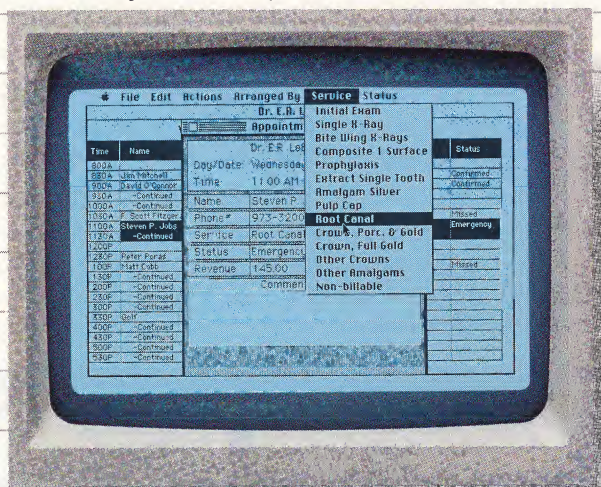 File Edit Actions Arranged By Service Status
Dr. E.R. L
Appointm
Initial Exam
Single X-Ray
Bite Wing X-Rays
Composite 1 Surface
Prophylaxis
Extract Single Tooth
Amalgam Silver
Pulp Cap
Root Canal
Crown, Porc. & Gold
Crown, Full Gold
Other Crowns
Other Amalgams
Non-billable
Time Name
800A
830A Jim Mitchell
900A David O'Connor
930A -Continued
1000A -Continued
1030A F. Scott Fitzger
1100A Steven P. Jobs
1130A -Continued
1200P
1230P Peter Poras
100P Matt Cobb
130P -Continued
200P -Continued
230P -Continued
300P -Continued
330P Golf
400P -Continued
430P -Continued
500P -Continued
530P -Continued
Dr. E.R. Le
Day/Date: Wednesday
Time: 11:00 AM
Name Steven P.
Phone# 973-3200
Service Root Canal
Status Emergency
Revenue 145.00
Commen
Status
Confirmed
Confirmed
Missed
Emergency
Missed